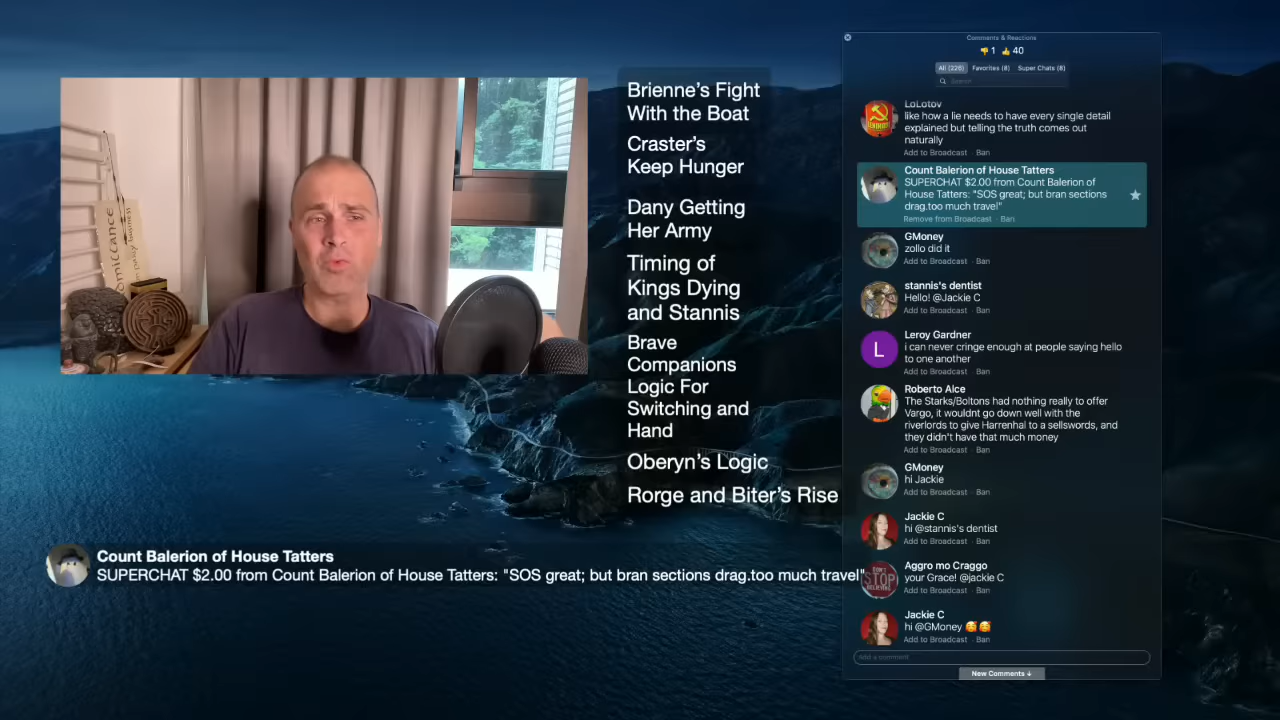 Brienne's Fight
With the Boat
Craster's
Keep Hunger
Dany Getting
Her Army
Timing of
Kings Dying
and Stannis
Brave
Companions
Logic For
Switching and
Hand
Oberyn's Logic
Rorge and Biter's Rise
Count Balerion of House Tatters
SUPERCHAT $2.00 from Count Balerion of House Tatters: "SOS great; but bran sections drag.too much travel"
Comments & Reactions
👎 1 👍 40
All (226) Favorites (8) Super Chats (8)
Search
LoLotov
like how a lie needs to have every single detail
explained but telling the truth comes out
naturally
Add to Broadcast · Ban
Count Balerion of House Tatters
SUPERCHAT $2.00 from Count Balerion of
House Tatters: "SOS great; but bran sections
drag.too much travel"
Remove from Broadcast · Ban
GMoney
zollo did it
Add to Broadcast · Ban
stannis's dentist
Hello! @Jackie C
Add to Broadcast · Ban
L
Leroy Gardner
i can never cringe enough at people saying hello
to one another
Add to Broadcast · Ban
Roberto Alce
The Starks/Boltons had nothing really to offer
Vargo, it wouldnt go down well with the
riverlords to give Harrenhal to a sellswords, and
they didn't have that much money
Add to Broadcast · Ban
GMoney
hi Jackie
Add to Broadcast · Ban
Jackie C
hi @stannis's dentist
Add to Broadcast · Ban
DON'T
STOP
BELIEVING
Aggro mo Craggo
your Grace! @jackie C
Add to Broadcast · Ban
Jackie C
hi @GMoney 🥰🥰
Add to Broadcast · Ban
Add a comment
New Comments ↓